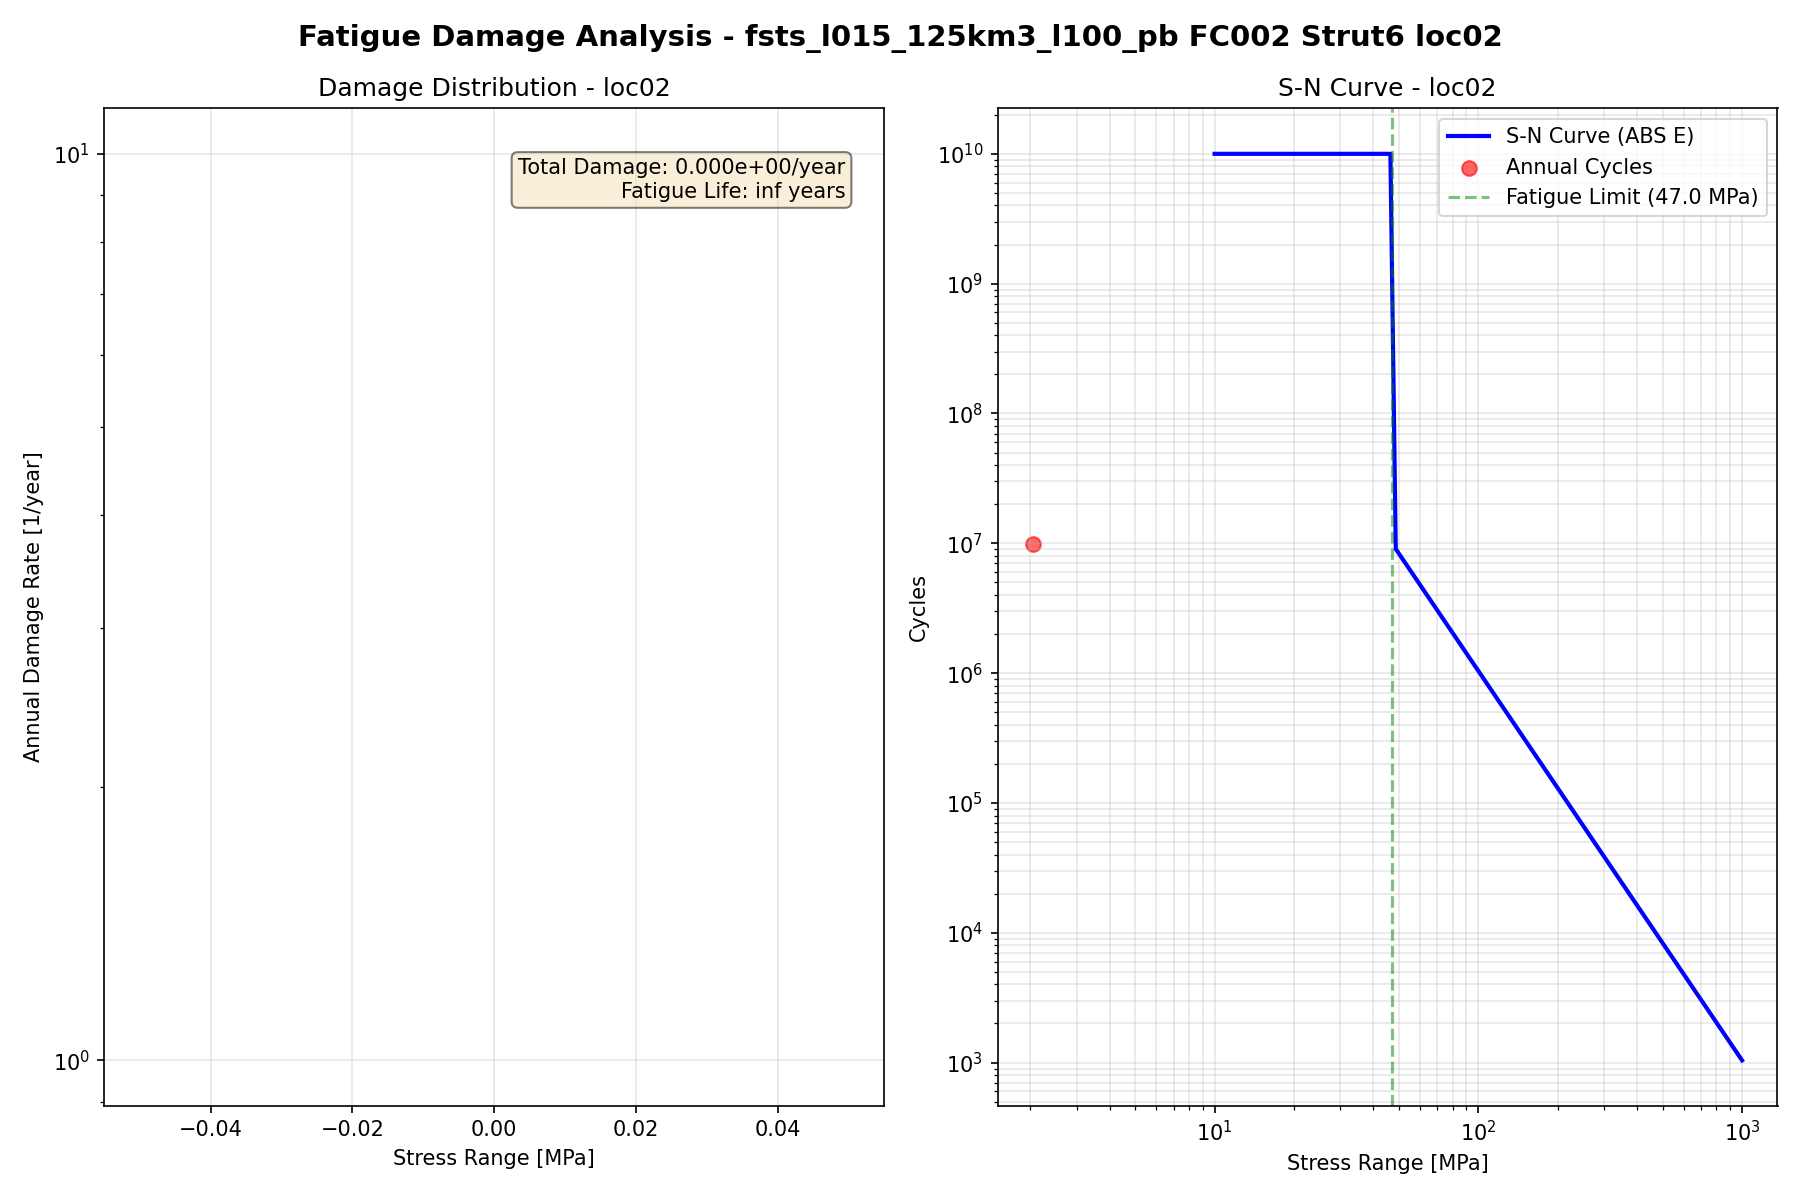 Fatigue Damage Analysis - fsts_l015_125km3_l100_pb FC002 Strut6 loc02
Damage Distribution - loc02
Annual Damage Rate [1/year]
10¹
10⁰
Total Damage: 0.000e+00/year
Fatigue Life: inf years
−0.04
−0.02
0.00
0.02
0.04
Stress Range [MPa]
S-N Curve - loc02
Cycles
10¹⁰
10⁹
10⁸
10⁷
10⁶
10⁵
10⁴
10³
S-N Curve (ABS E)
Annual Cycles
Fatigue Limit (47.0 MPa)
10¹
10²
10³
Stress Range [MPa]